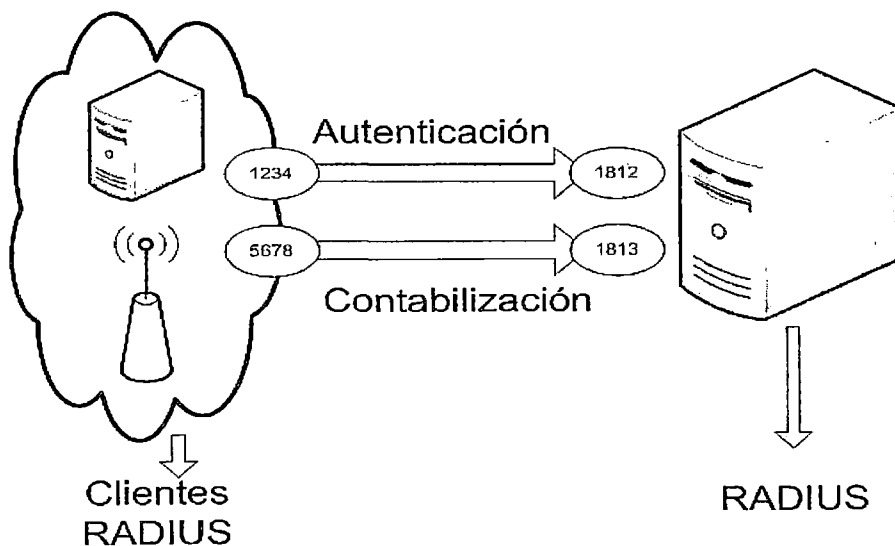 Autenticación
1234
1812
5678
1813
Contabilización
Clientes
RADIUS
RADIUS